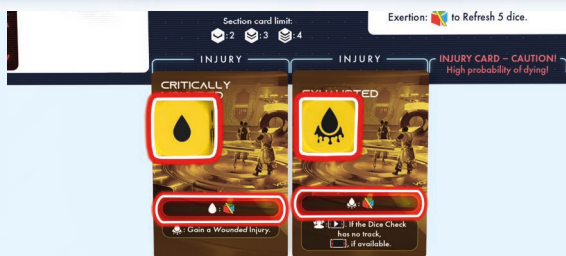 Section card limit:
:2 :3 :4
Exertion: to Refresh 5 dice.
INJURY
INJURY
INJURY CARD – CAUTION!
High probability of dying!
CRITICALLY
EXHAUSTED
: Gain a Wounded Injury.
: . If the Dice Check
has no track,
, if available.